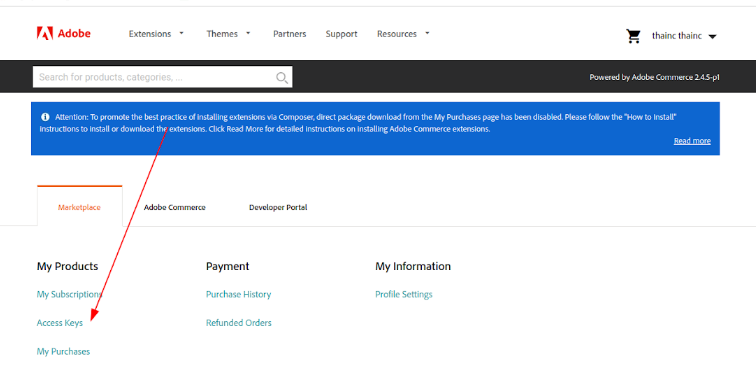 Adobe
Extensions
Themes
Partners
Support
Resources
thainc thainc
Search for products, categories, ...
Powered by Adobe Commerce 2.4.5-p1
Attention: To promote the best practice of installing extensions via Composer, direct package download from the My Purchases page has been disabled. Please follow the "How to Install"
instructions to install or download the extensions. Click Read More for detailed instructions on installing Adobe Commerce extensions.
Read more
Marketplace
Adobe Commerce
Developer Portal
My Products
Payment
My Information
My Subscriptions
Purchase History
Profile Settings
Access Keys
Refunded Orders
My Purchases